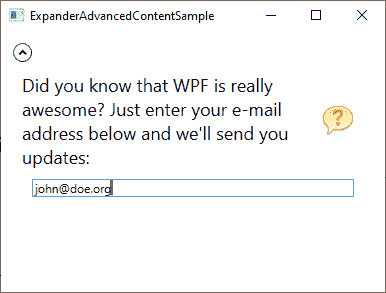 ExpanderAdvancedContentSample
Did you know that WPF is really
awesome? Just enter your e-mail
address below and we'll send you
updates:
john@doe.org